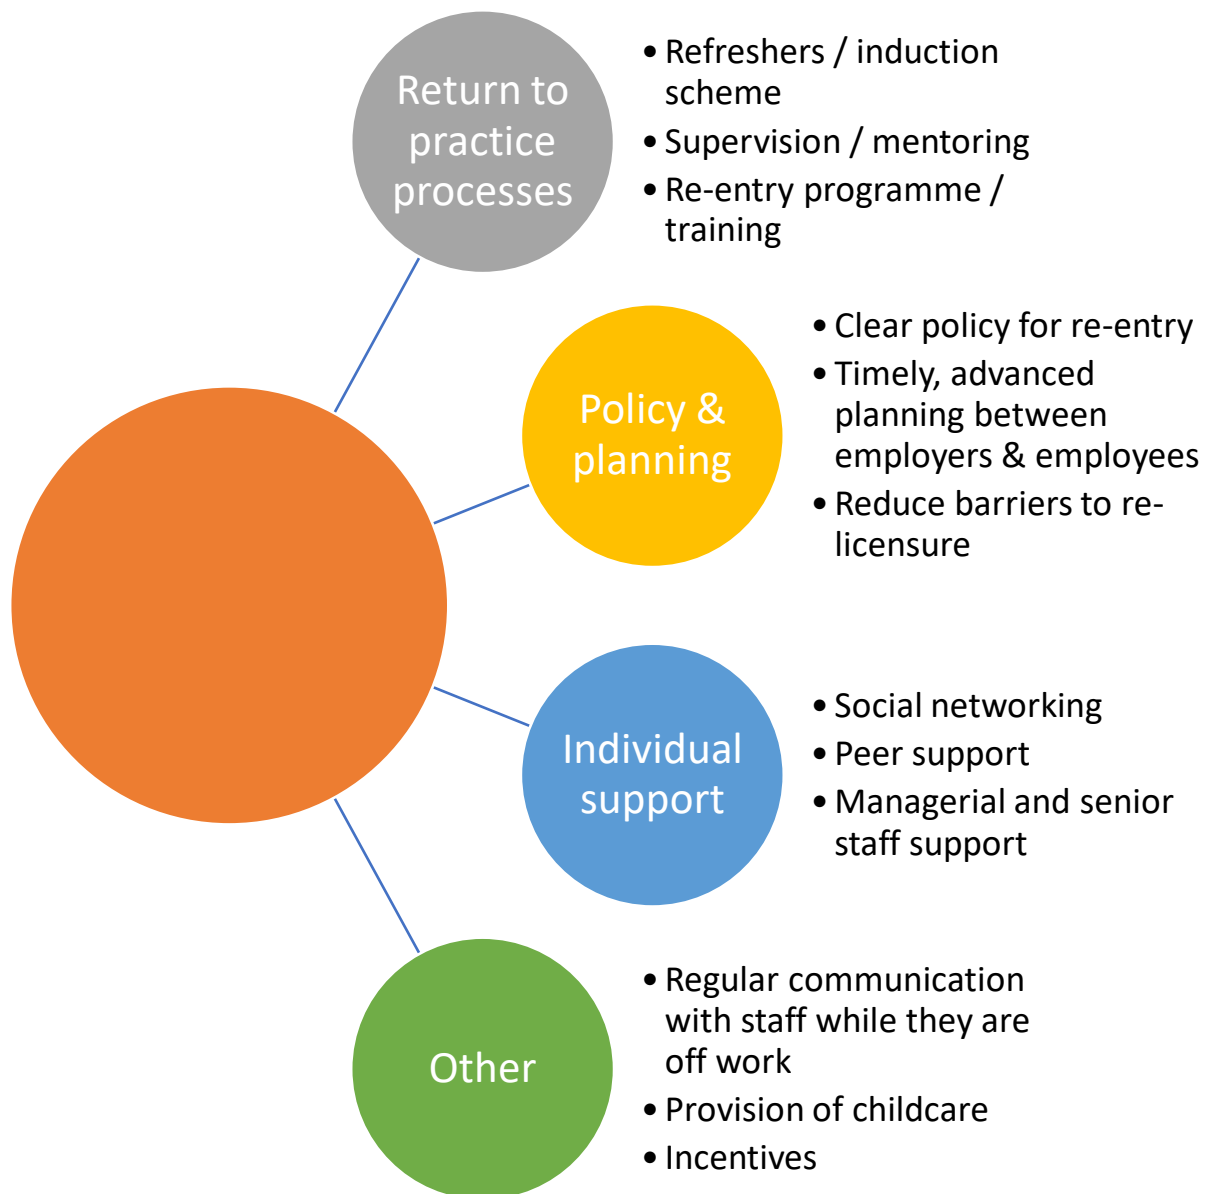 Return to
practice
processes
• Refreshers / induction
scheme
• Supervision / mentoring
• Re-entry programme /
training
Policy &
planning
• Clear policy for re-entry
• Timely, advanced
planning between
employers & employees
• Reduce barriers to re-
licensure
Individual
support
• Social networking
• Peer support
• Managerial and senior
staff support
Other
• Regular communication
with staff while they are
off work
• Provision of childcare
• Incentives